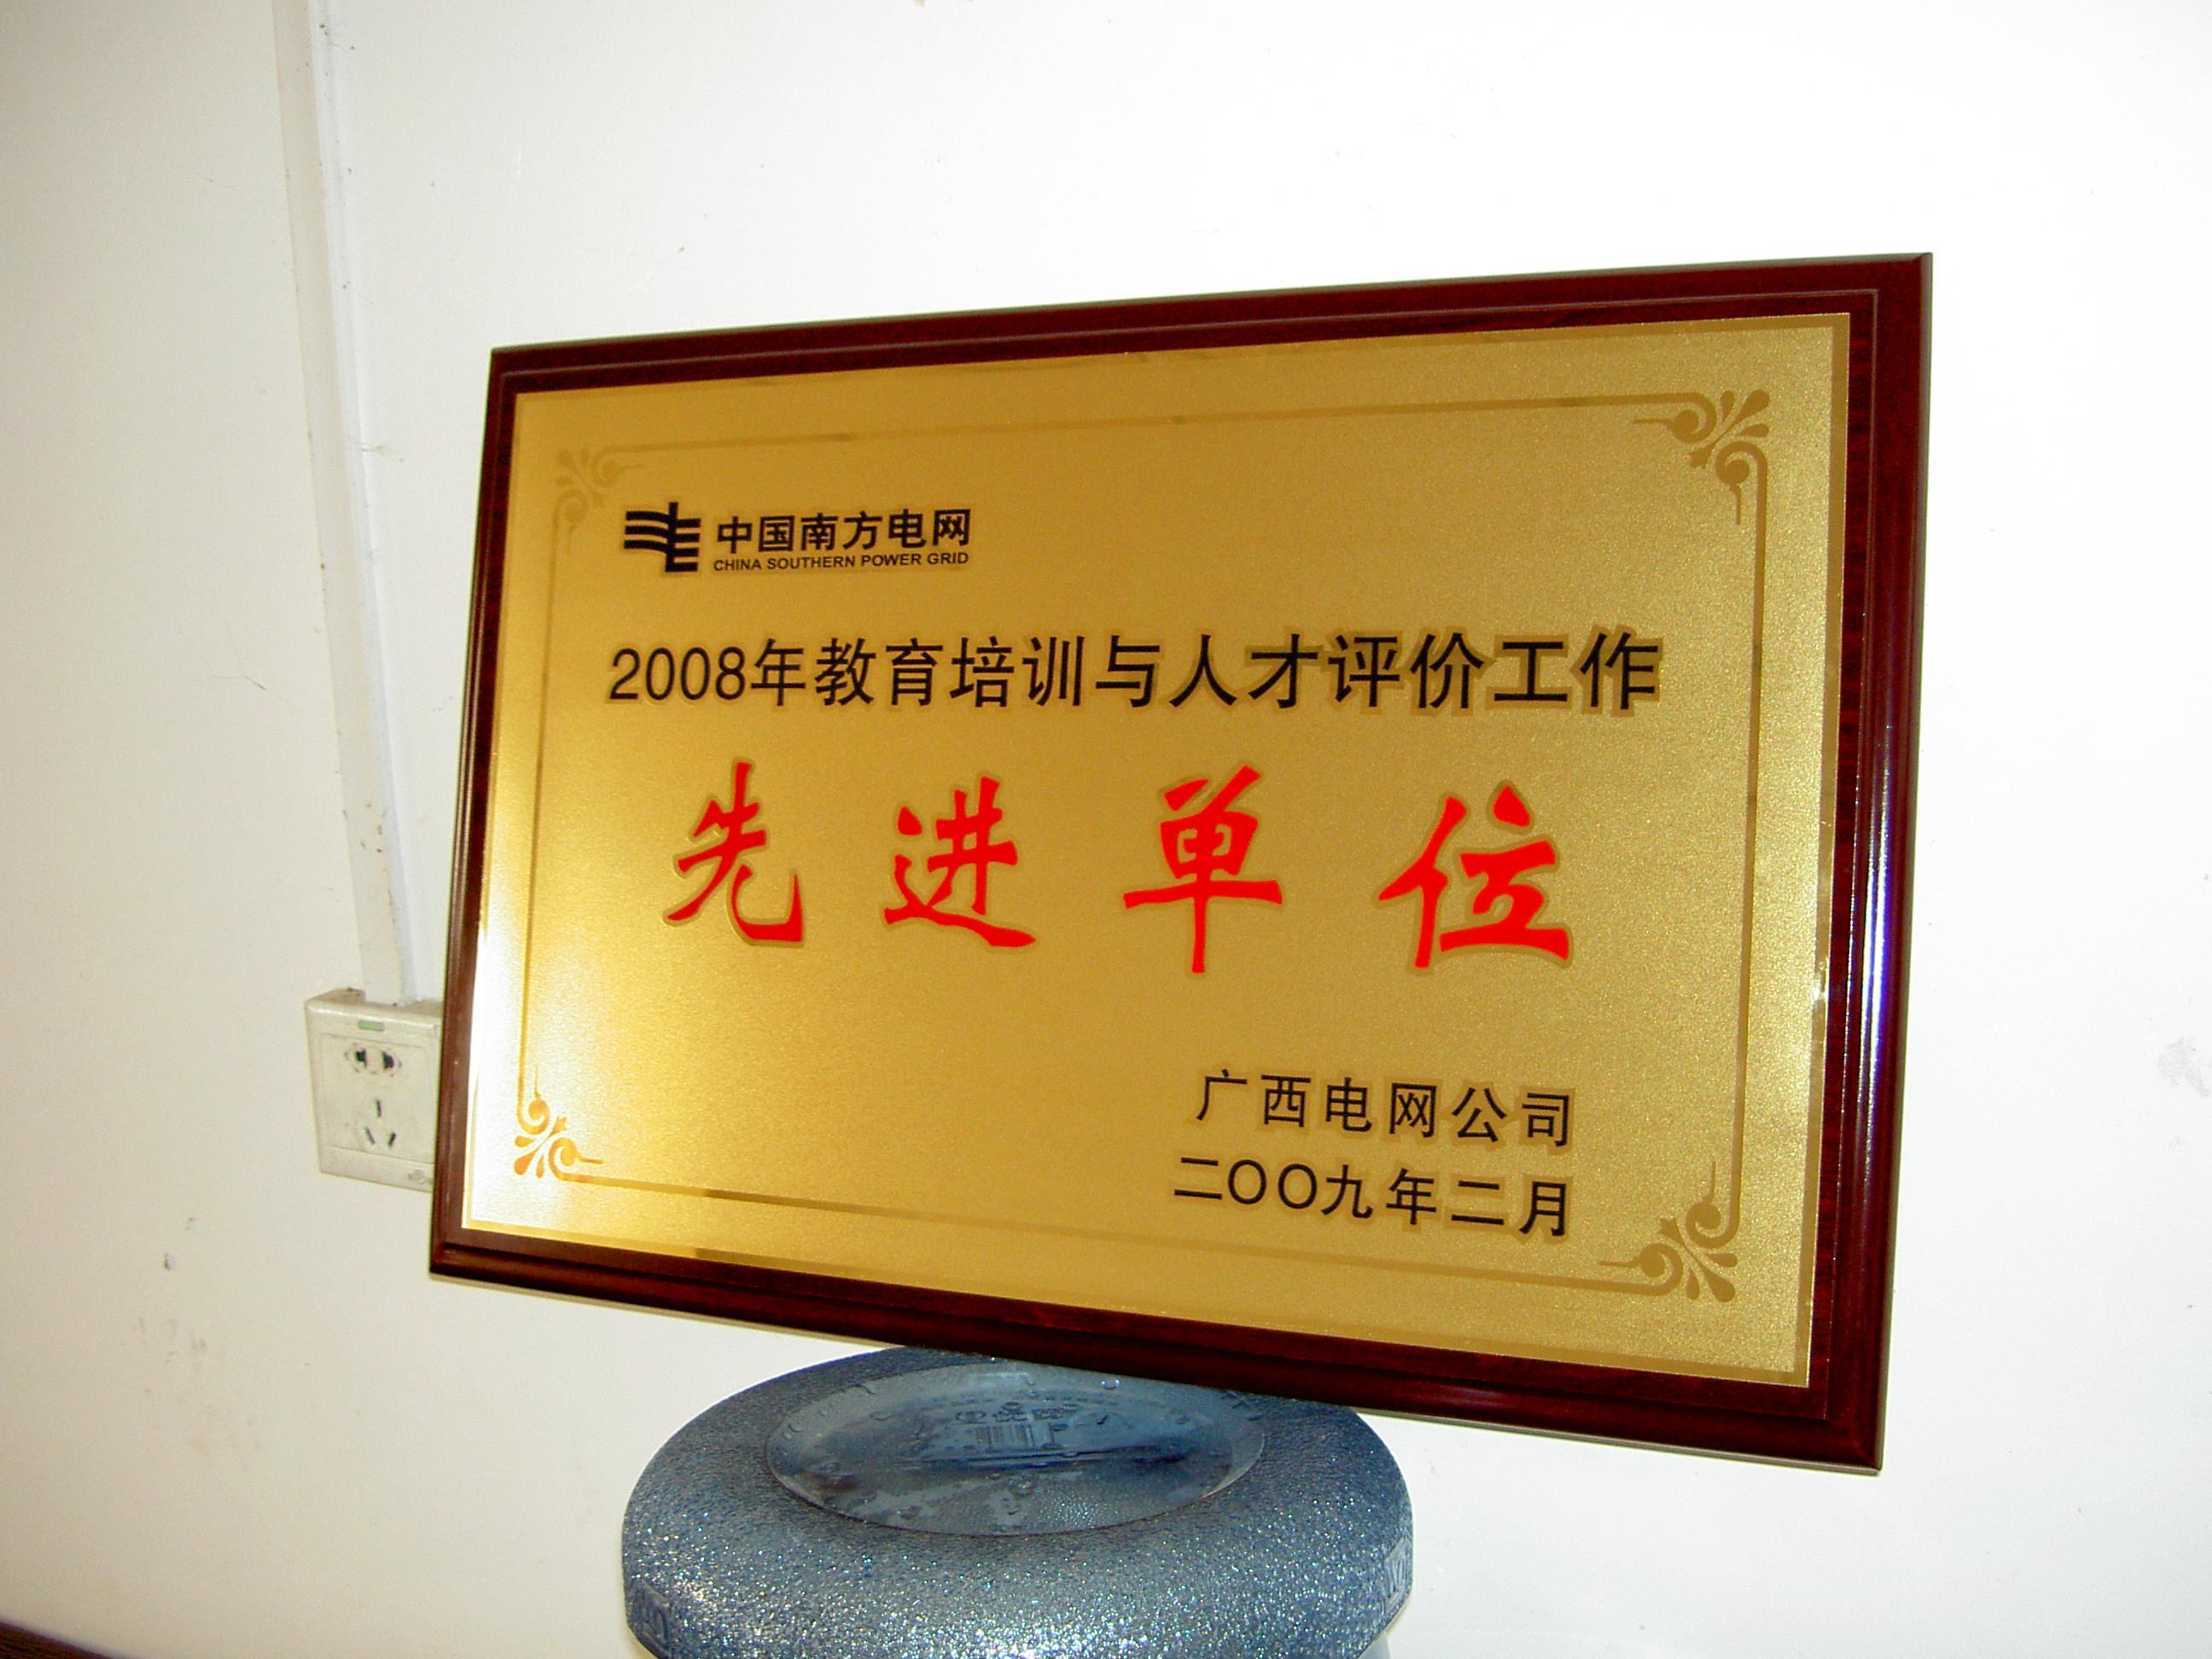 中国南方电网
CHINA SOUTHERN POWER GRID
2008年教育培训与人才评价工作
先进单位
广西电网公司
二〇〇九年二月